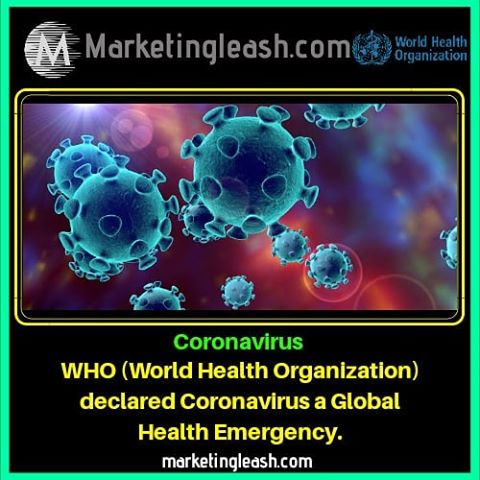 M Marketingleash.com
World Health
Organization
Coronavirus
WHO (World Health Organization)
declared Coronavirus a Global
Health Emergency.
marketingleash.com